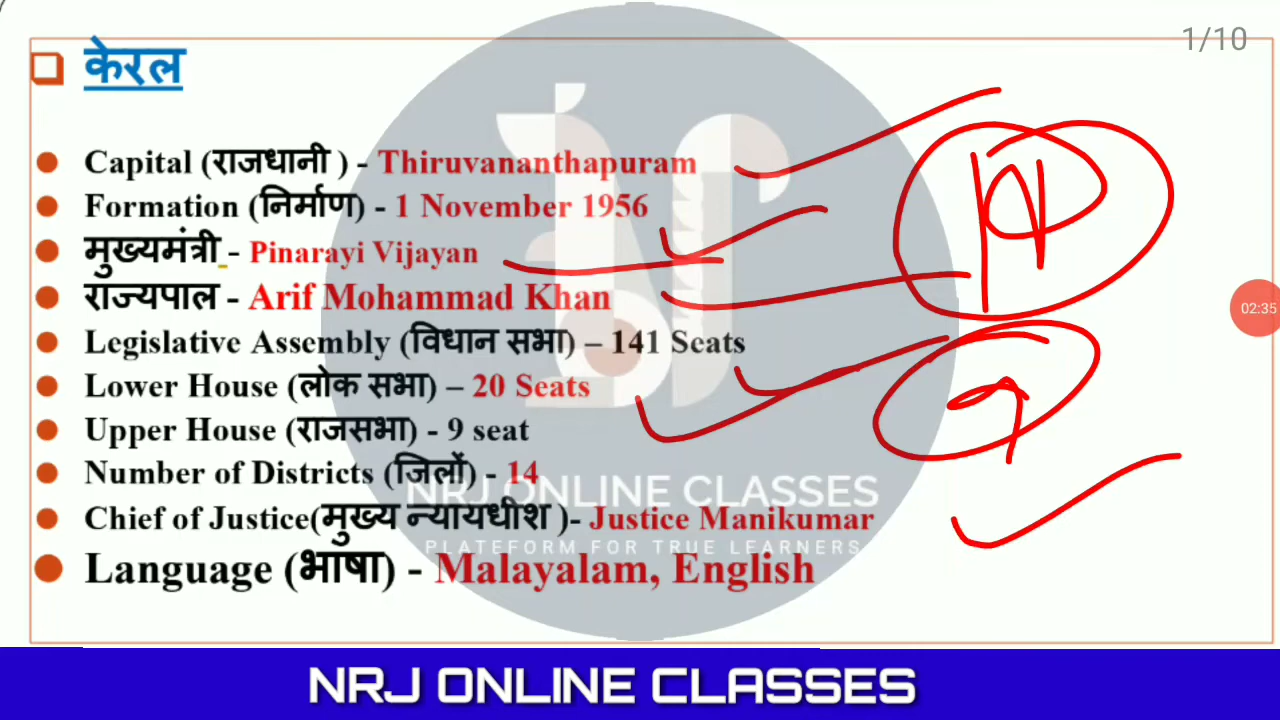 1/10
केरल
Capital (राजधानी ) - Thiruvananthapuram
Formation (निर्माण) - 1 November 1956
मुख्यमंत्री - Pinarayi Vijayan
राज्यपाल - Arif Mohammad Khan
02:35
Legislative Assembly (विधान सभा) – 141 Seats
Lower House (लोक सभा) – 20 Seats
Upper House (राजसभा) - 9 seat
Number of Districts (जिलों) - 14
NRJ ONLINE CLASSES
Chief of Justice(मुख्य न्यायधीश )- Justice Manikumar
PLATEFORM FOR TRUE LEARNERS
Language (भाषा) - Malayalam, English
NRJ ONLINE CLASSES